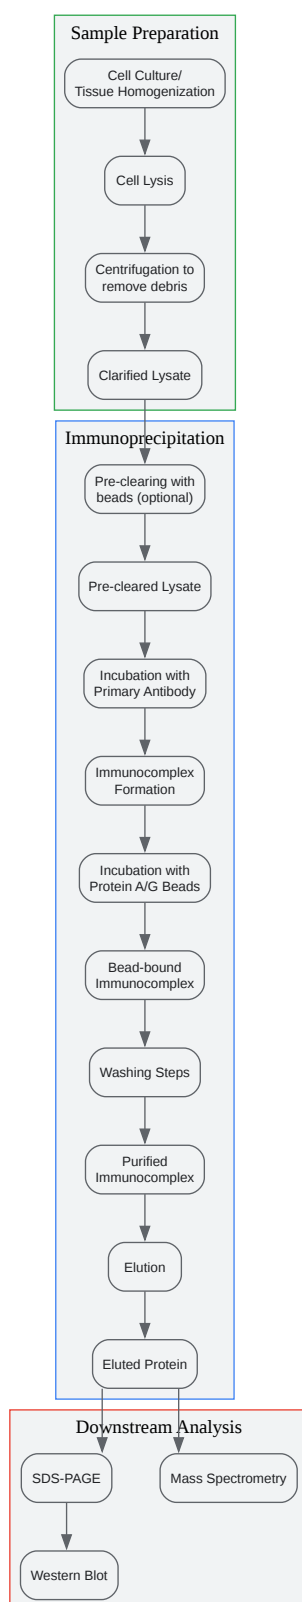 Sample Preparation
Cell Culture/
Tissue Homogenization
Cell Lysis
Centrifugation to
remove debris
Clarified Lysate
Immunoprecipitation
Pre-clearing with
beads (optional)
Pre-cleared Lysate
Incubation with
Primary Antibody
Immunocomplex
Formation
Incubation with
Protein A/G Beads
Bead-bound
Immunocomplex
Washing Steps
Purified
Immunocomplex
Elution
Eluted Protein
Downstream Analysis
SDS-PAGE
Mass Spectrometry
Western Blot